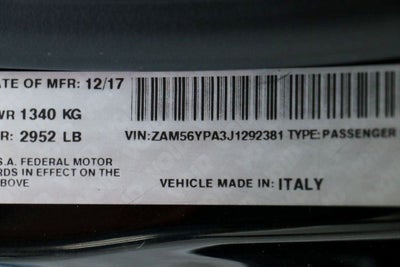 ATE OF MFR: 12/17
WR 1340 KG
R: 2952 LB
VIN: ZAM56YPA3J1292381 TYPE: PASSENGER
S.A. FEDERAL MOTOR
RDS IN EFFECT ON THE
ABOVE
VEHICLE MADE IN: ITALY